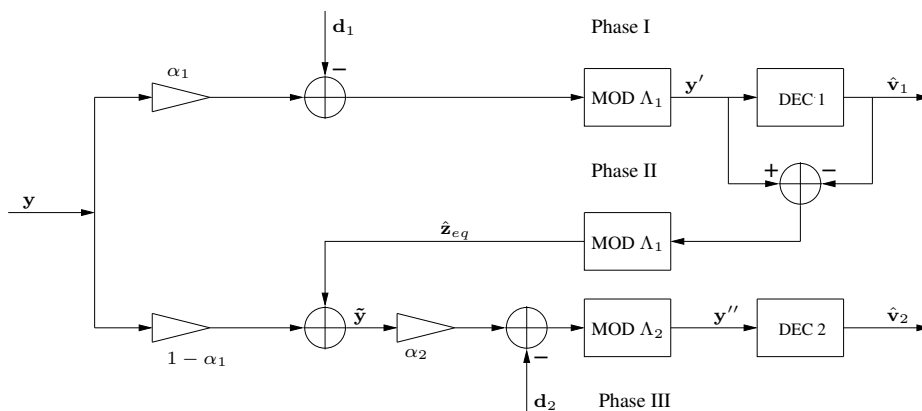 d₁
Phase I
α₁
−
MOD Λ₁
y′
DEC 1
v̂₁
Phase II
+
−
y
ẑ_eq
MOD Λ₁
ỹ
MOD Λ₂
y″
DEC 2
v̂₂
1 − α₁
α₂
−
d₂
Phase III